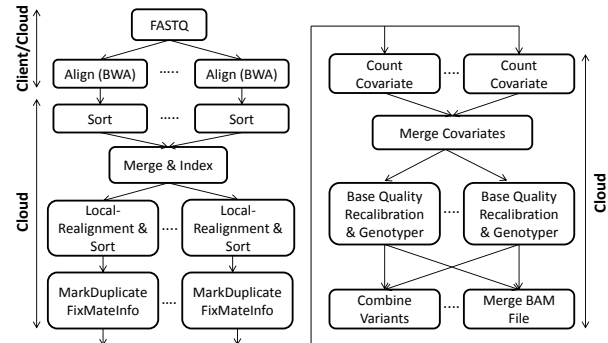 Client/Cloud
FASTQ
Align (BWA) ..... Align (BWA)
Cloud
Sort ..... Sort
Merge & Index
Local-
Realignment &
Sort
....
Local-
Realignment &
Sort
MarkDuplicate
FixMateInfo
....
MarkDuplicate
FixMateInfo
Count
Covariate
....
Count
Covariate
Merge Covariates
Cloud
Base Quality
Recalibration
& Genotyper
....
Base Quality
Recalibration
& Genotyper
Combine
Variants
....
Merge BAM
File